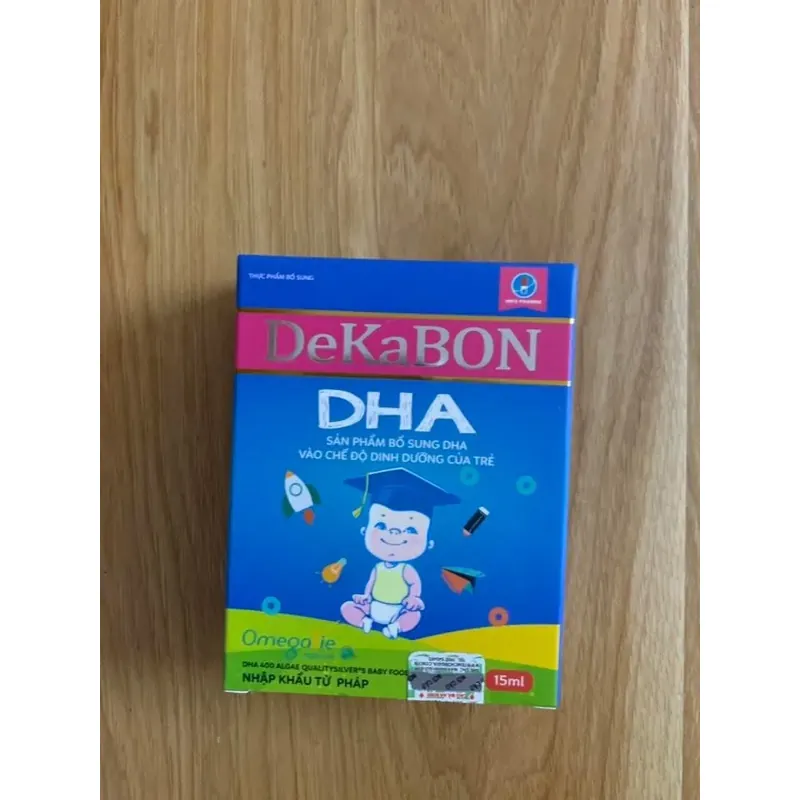 THỰC PHẨM BỔ SUNG
DeKaBON
DHA
SẢN PHẨM BỔ SUNG DHA
VÀO CHẾ ĐỘ DINH DƯỠNG CỦA TRẺ
DHA 400 ALGAE QUALITYSILVER®5 BABY FOOD
NHẬP KHẨU TỪ PHÁP
15ml